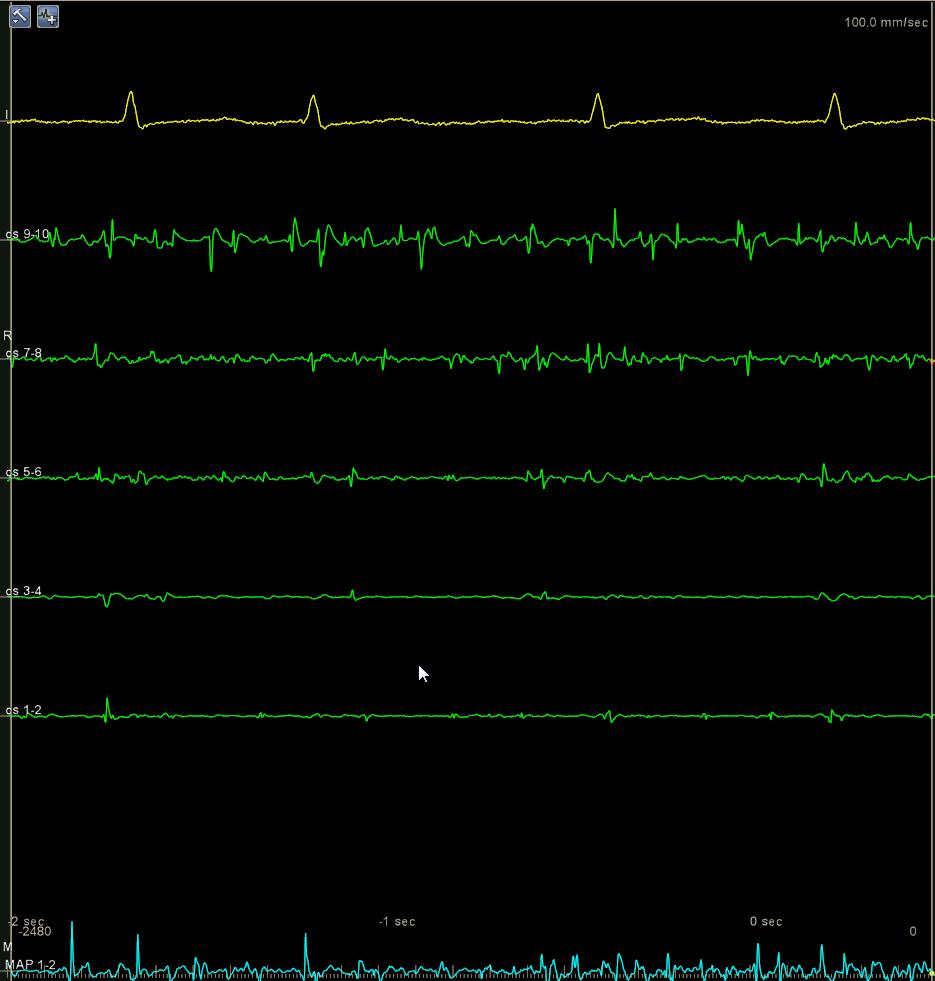 100.0 mm/sec
I
cs 9-10
R
cs 7-8
cs 5-6
cs 3-4
cs 1-2
-2 sec
-1 sec
0 sec
-2480
0
M
MAP 1-2